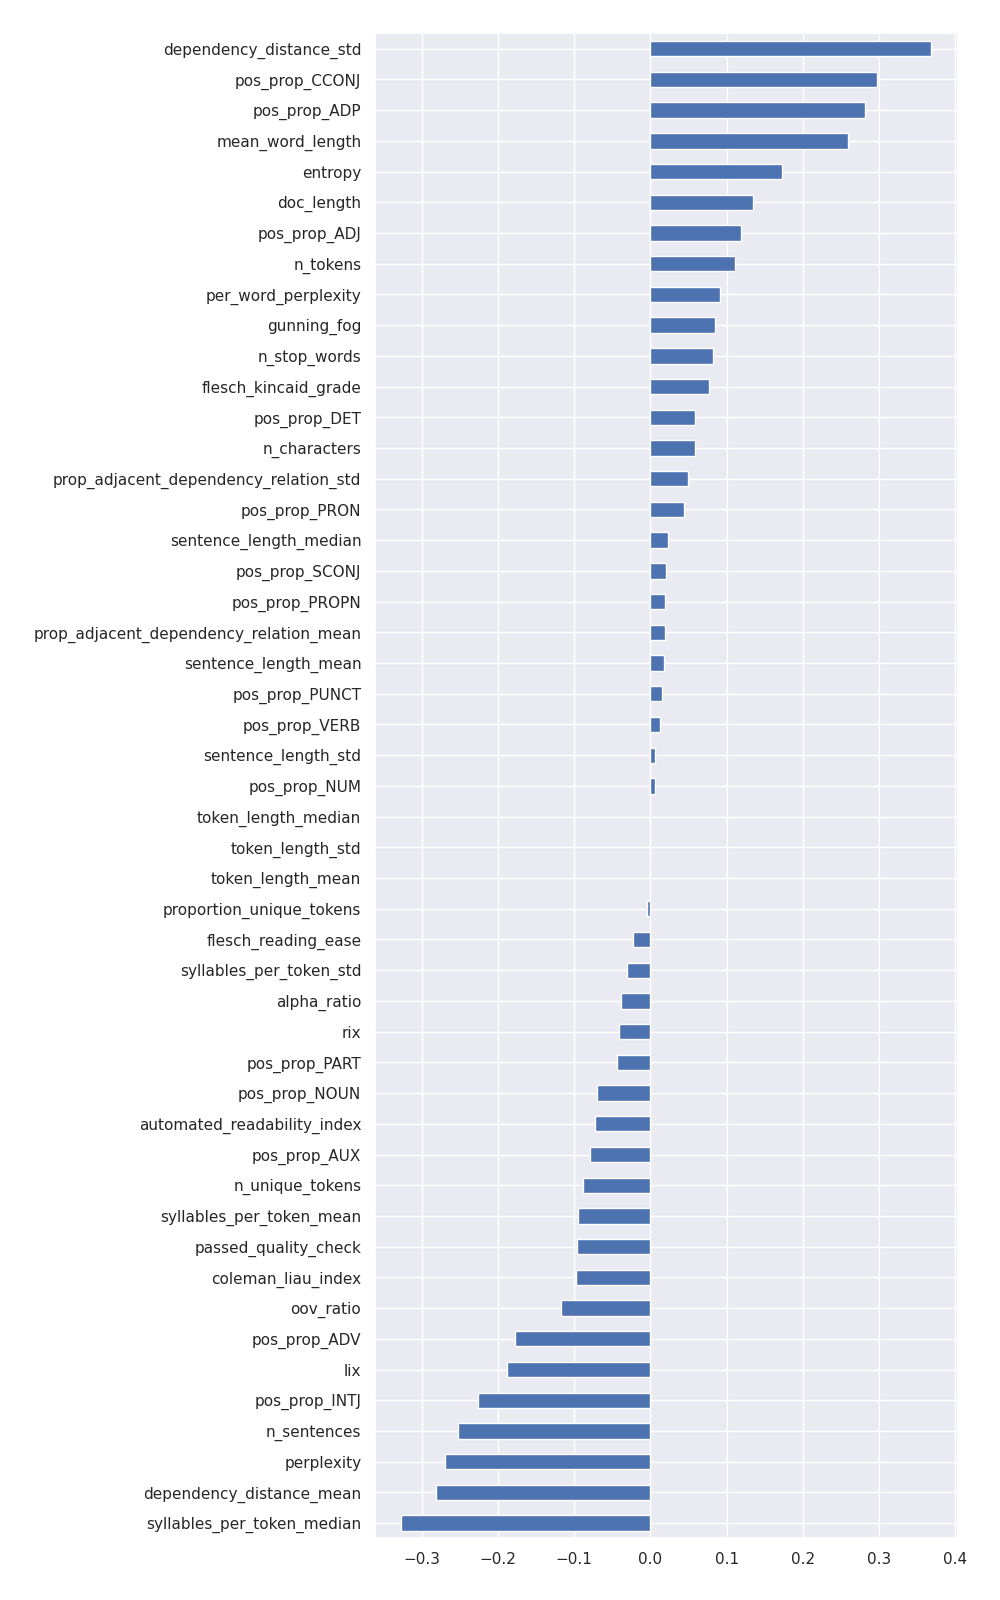 dependency_distance_std
pos_prop_CCONJ
pos_prop_ADP
mean_word_length
entropy
doc_length
pos_prop_ADJ
n_tokens
per_word_perplexity
gunning_fog
n_stop_words
flesch_kincaid_grade
pos_prop_DET
n_characters
prop_adjacent_dependency_relation_std
pos_prop_PRON
sentence_length_median
pos_prop_SCONJ
pos_prop_PROPN
prop_adjacent_dependency_relation_mean
sentence_length_mean
pos_prop_PUNCT
pos_prop_VERB
sentence_length_std
pos_prop_NUM
token_length_median
token_length_std
token_length_mean
proportion_unique_tokens
flesch_reading_ease
syllables_per_token_std
alpha_ratio
rix
pos_prop_PART
pos_prop_NOUN
automated_readability_index
pos_prop_AUX
n_unique_tokens
syllables_per_token_mean
passed_quality_check
coleman_liau_index
oov_ratio
pos_prop_ADV
lix
pos_prop_INTJ
n_sentences
perplexity
dependency_distance_mean
syllables_per_token_median
−0.3 −0.2 −0.1 0.0 0.1 0.2 0.3 0.4